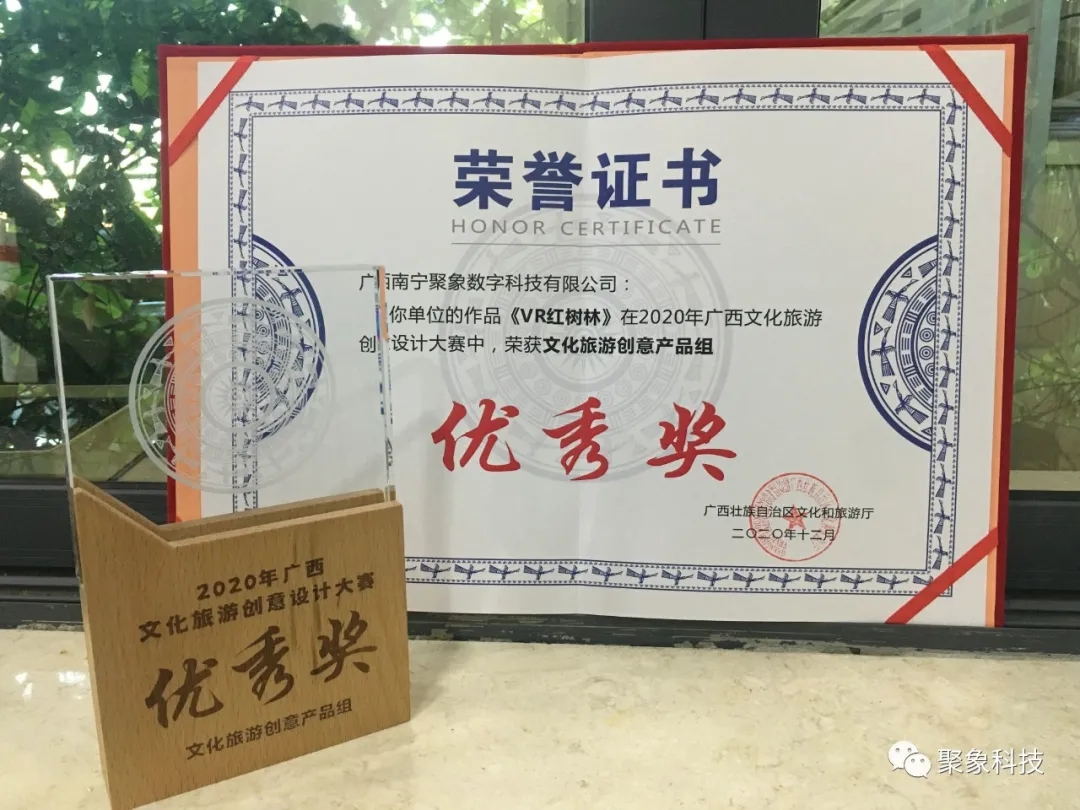 荣誉证书
HONOR CERTIFICATE
广西南宁聚象数字科技有限公司：
你单位的作品《VR红树林》在2020年广西文化旅游
创意设计大赛中，荣获文化旅游创意产品组
优秀奖
广西壮族自治区文化和旅游厅
二〇二〇年十二月
2020年广西
文化旅游创意设计大赛
优秀奖
文化旅游创意产品组
聚象科技